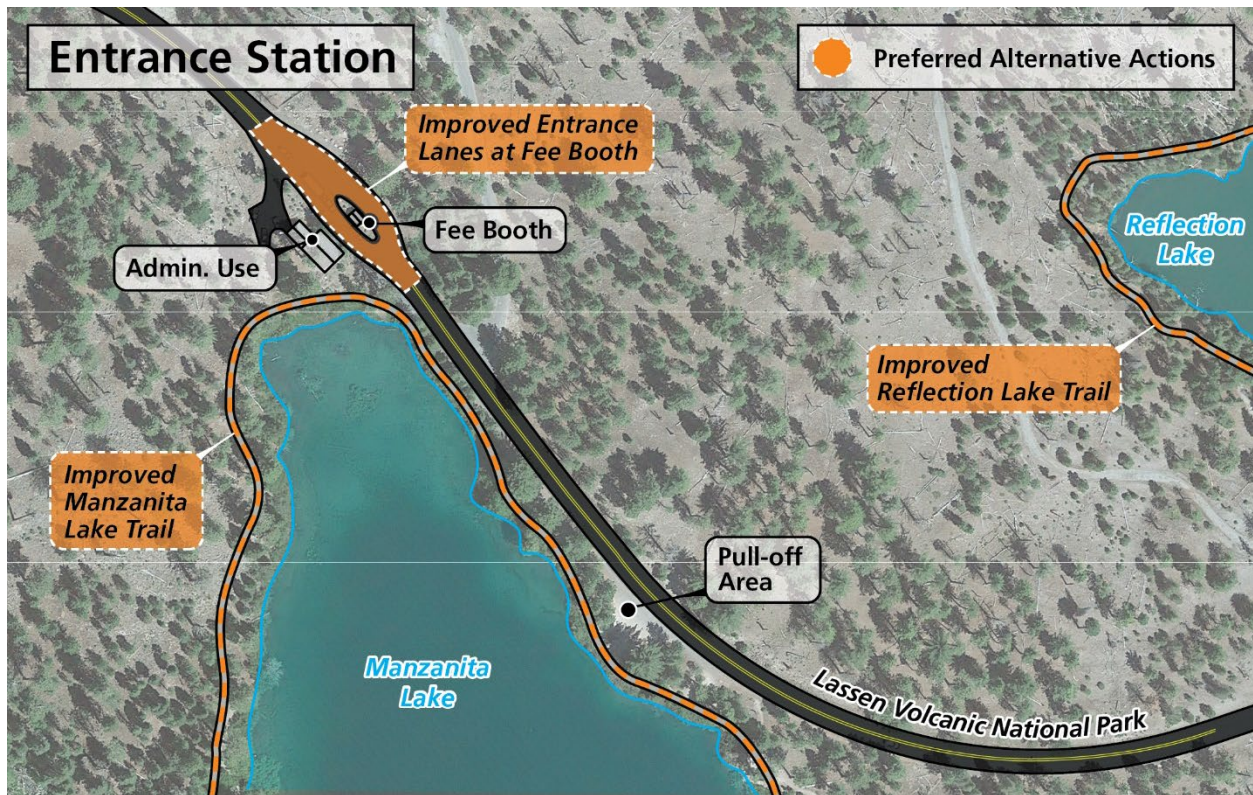 Entrance Station
Preferred Alternative Actions
Improved Entrance
Lanes at Fee Booth
Fee Booth
Admin. Use
Reflection
Lake
Improved
Reflection Lake Trail
Improved
Manzanita
Lake Trail
Pull-off
Area
Manzanita
Lake
Lassen Volcanic National Park